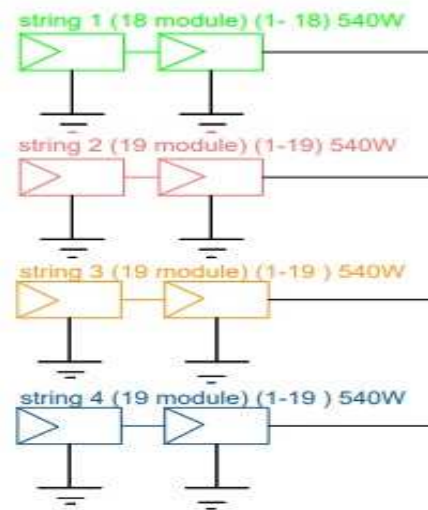 string 1 (18 module) (1- 18) 540W
string 2 (19 module) (1-19) 540W
string 3 (19 module) (1-19 ) 540W
string 4 (19 module) (1-19 ) 540W